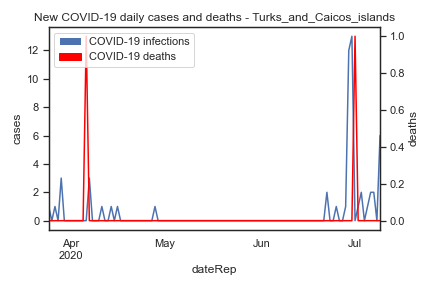 New COVID-19 daily cases and deaths - Turks_and_Caicos_islands
COVID-19 infections
COVID-19 deaths
cases
12
10
8
6
4
2
0
deaths
1.0
0.8
0.6
0.4
0.2
0.0
Apr
2020
May
Jun
Jul
dateRep